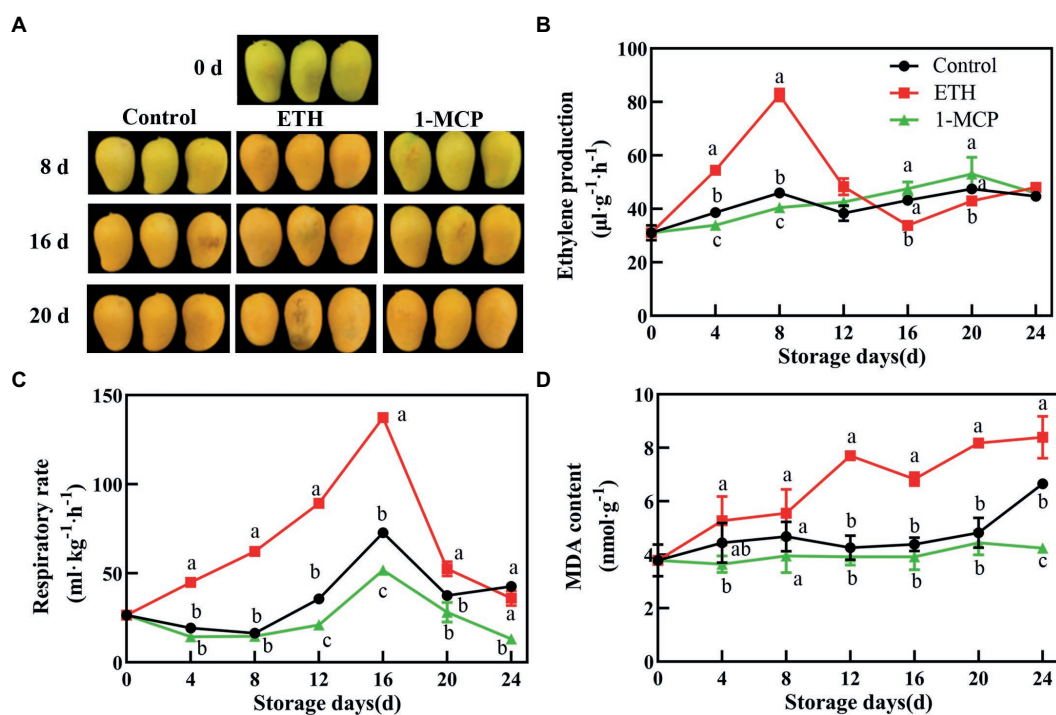 A
0 d
Control ETH 1-MCP
8 d
16 d
20 d
B
Ethylene production
(μl·g⁻¹·h⁻¹)
100
80
60
40
20
0
a
a
b
b
c
c
a
a
b
a
a
b
Control
ETH
1-MCP
0 4 8 12 16 20 24
Storage days(d)
C
Respiratory rate
(ml·kg⁻¹·h⁻¹)
150
100
50
0
a
b
b
a
b
b
a
b
c
a
b
c
a
b
b
a
a
b
0 4 8 12 16 20 24
Storage days(d)
D
MDA content
(nmol·g⁻¹)
10
8
6
4
2
0
a
ab
b
a
a
a
a
b
b
a
b
b
a
b
b
a
b
c
0 4 8 12 16 20 24
Storage days(d)